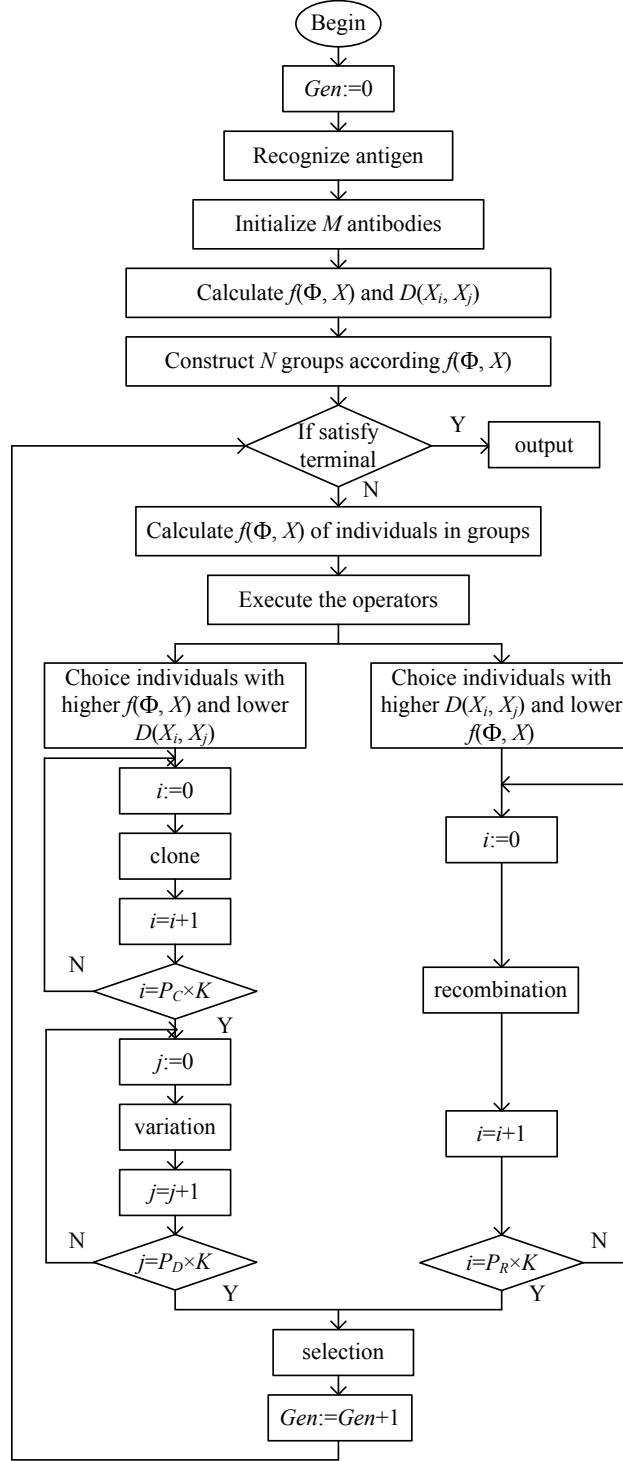 Begin
Gen:=0
Recognize antigen
Initialize M antibodies
Calculate f(Φ, X) and D(Xi, Xj)
Construct N groups according f(Φ, X)
If satisfy
terminal
Y
output
N
Calculate f(Φ, X) of individuals in groups
Execute the operators
Choice individuals with
higher f(Φ, X) and lower
D(Xi, Xj)
i:=0
clone
i=i+1
N
i=PC×K
Y
j:=0
variation
j=j+1
N
j=PD×K
Y
Choice individuals with
higher D(Xi, Xj) and lower
f(Φ, X)
i:=0
recombination
i=i+1
i=PR×K
N
Y
selection
Gen:=Gen+1